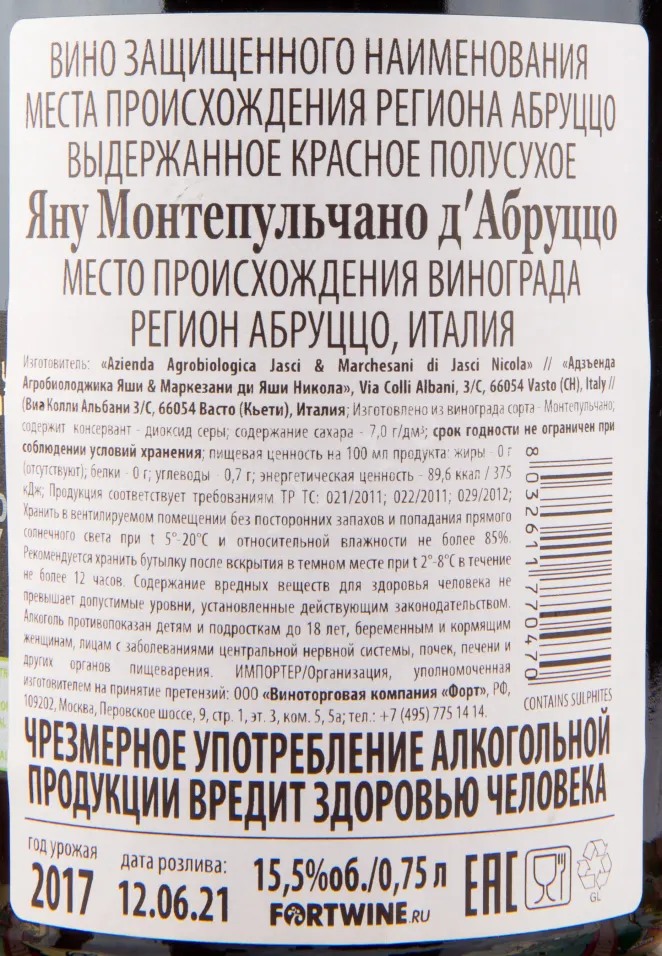 ВИНО ЗАЩИЩЕННОГО НАИМЕНОВАНИЯ
МЕСТА ПРОИСХОЖДЕНИЯ РЕГИОНА АБРУЦЦО
ВЫДЕРЖАННОЕ КРАСНОЕ ПОЛУСУХОЕ
Яну Монтепульчано д'Абруццо
МЕСТО ПРОИСХОЖДЕНИЯ ВИНОГРАДА
РЕГИОН АБРУЦЦО, ИТАЛИЯ
Изготовитель: «Azienda Agrobiologica Jasci & Marchesani di Jasci Nicola» // «Адзъенда
Агробиолоджика Яши & Маркезани ди Яши Никола», Via Colli Albani, 3/C, 66054 Vasto (CH), Italy //
(Виа Колли Альбани 3/С, 66054 Васто (Кьети), Италия; Изготовлено из винограда сорта - Монтепульчано;
содержит консервант - диоксид серы; содержание сахара - 7,0 г/дм³; срок годности не ограничен при
соблюдении условий хранения; пищевая ценность на 100 мл продукта: жиры - 0 г
(отсутствуют); белки - 0 г; углеводы - 0,7 г; энергетическая ценность - 89,6 ккал / 375
кДж; Продукция соответствует требованиям ТР ТС: 021/2011; 022/2011; 029/2012;
Хранить в вентилируемом помещении без посторонних запахов и попадания прямого
солнечного света при t 5°-20°С и относительной влажности не более 85%.
Рекомендуется хранить бутылку после вскрытия в темном месте при t 2°-8°С в течение
не более 12 часов. Содержание вредных веществ для здоровья человека не
превышает допустимые уровни, установленные действующим законодательством.
Алкоголь противопоказан детям и подросткам до 18 лет, беременным и кормящим
женщинам, лицам с заболеваниями центральной нервной системы, почек, печени и
других органов пищеварения. ИМПОРТЕР/Организация, уполномоченная
изготовителем на принятие претензий: ООО «Виноторговая компания «Форт», РФ,
109202, Москва, Перовское шоссе, 9, стр. 1, эт. 3, ком. 5, 5а; тел.: +7 (495) 775 14 14.
8 032611 770470
CONTAINS SULPHITES
ЧРЕЗМЕРНОЕ УПОТРЕБЛЕНИЕ АЛКОГОЛЬНОЙ
ПРОДУКЦИИ ВРЕДИТ ЗДОРОВЬЮ ЧЕЛОВЕКА
год урожая
2017
дата розлива:
12.06.21
15,5%об./0,75 л
FORTWINE.RU
ЕАС
GL